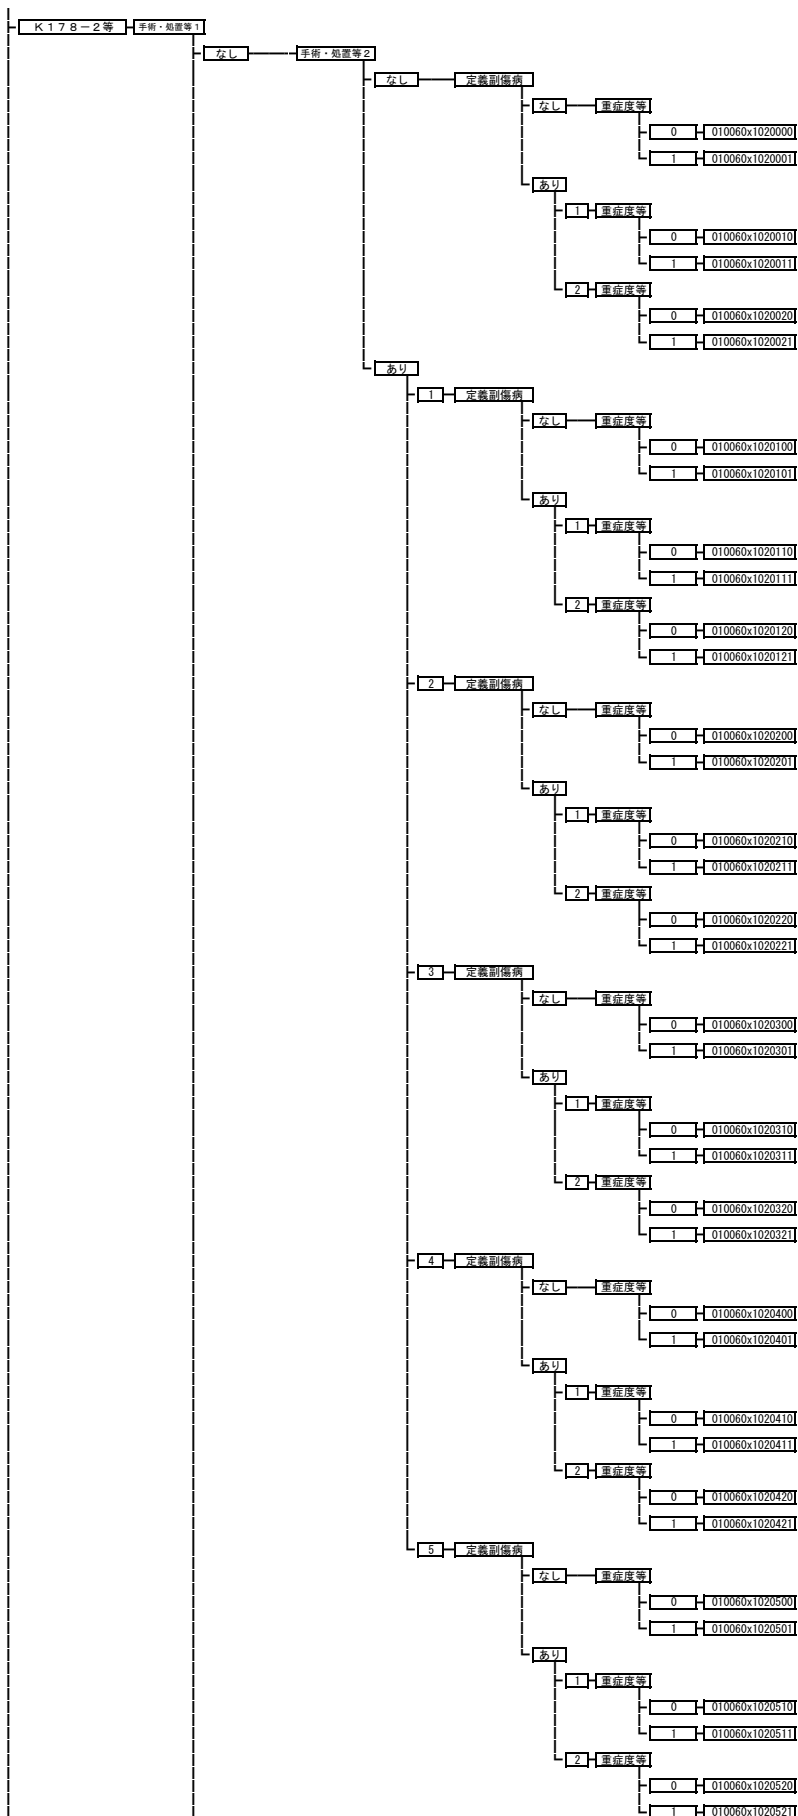 Ｋ１７８－２等 手術・処置等１
なし 手術・処置等２
なし 定義副傷病
なし 重症度等
0 010060x1020000
1 010060x1020001
あり
1 重症度等
0 010060x1020010
1 010060x1020011
2 重症度等
0 010060x1020020
1 010060x1020021
あり
1 定義副傷病
なし 重症度等
0 010060x1020100
1 010060x1020101
あり
1 重症度等
0 010060x1020110
1 010060x1020111
2 重症度等
0 010060x1020120
1 010060x1020121
2 定義副傷病
なし 重症度等
0 010060x1020200
1 010060x1020201
あり
1 重症度等
0 010060x1020210
1 010060x1020211
2 重症度等
0 010060x1020220
1 010060x1020221
3 定義副傷病
なし 重症度等
0 010060x1020300
1 010060x1020301
あり
1 重症度等
0 010060x1020310
1 010060x1020311
2 重症度等
0 010060x1020320
1 010060x1020321
4 定義副傷病
なし 重症度等
0 010060x1020400
1 010060x1020401
あり
1 重症度等
0 010060x1020410
1 010060x1020411
2 重症度等
0 010060x1020420
1 010060x1020421
5 定義副傷病
なし 重症度等
0 010060x1020500
1 010060x1020501
あり
1 重症度等
0 010060x1020510
1 010060x1020511
2 重症度等
0 010060x1020520
1 010060x1020521